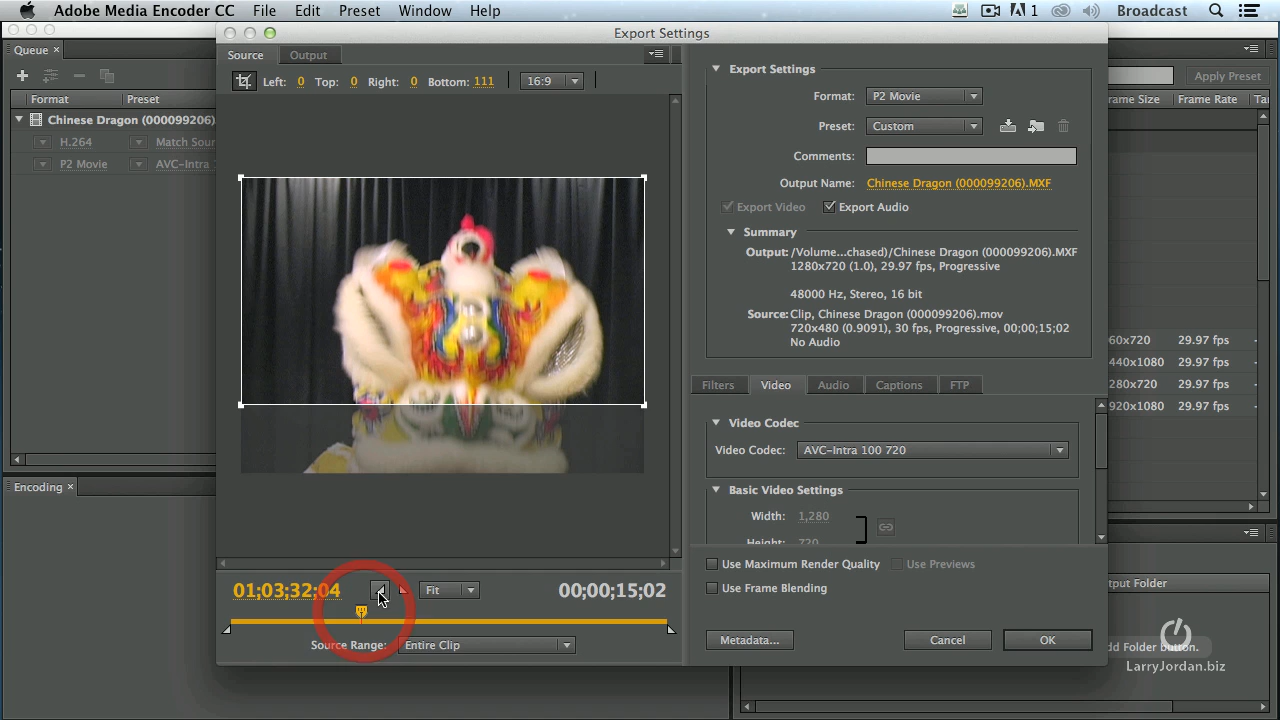 Adobe Media Encoder CC File Edit Preset Window Help 1 Broadcast
Export Settings
Queue ×
Format Preset
Chinese Dragon (000099206)
H.264 Match Sour
P2 Movie AVC-Intra
Encoding ×
Source Output
Left: 0 Top: 0 Right: 0 Bottom: 111 16:9
01;03;32;04 Fit 00;00;15;02
Source Range: Entire Clip
Export Settings
Format: P2 Movie
Preset: Custom
Comments:
Output Name: Chinese Dragon (000099206).MXF
Export Video Export Audio
Summary
Output: /Volume...chased)/Chinese Dragon (000099206).MXF
1280x720 (1.0), 29.97 fps, Progressive
48000 Hz, Stereo, 16 bit
Source: Clip, Chinese Dragon (000099206).mov
720x480 (0.9091), 30 fps, Progressive, 00;00;15;02
No Audio
Filters Video Audio Captions FTP
Video Codec
Video Codec: AVC-Intra 100 720
Basic Video Settings
Width: 1,280
Height: 720
Use Maximum Render Quality Use Previews
Use Frame Blending
Metadata... Cancel OK
Apply Preset
rame Size Frame Rate Ta
60x720 29.97 fps -
440x1080 29.97 fps -
280x720 29.97 fps -
920x1080 29.97 fps -
tput Folder
dd Folder button.
LarryJordan.biz